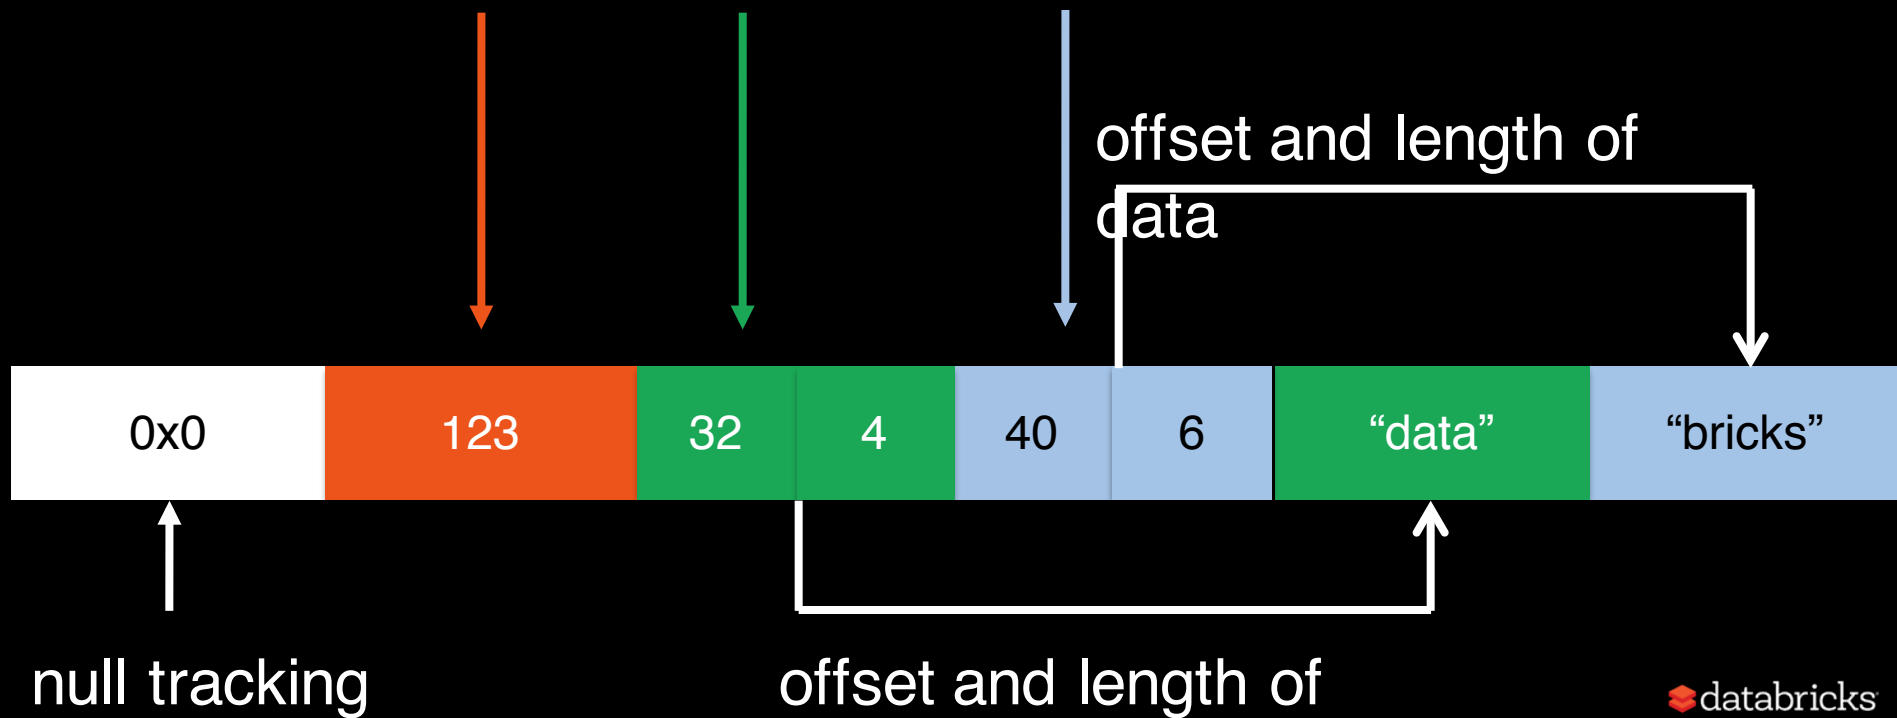 offset and length of
data
0x0
123
32
4
40
6
“data”
“bricks”
null tracking
offset and length of
databricks